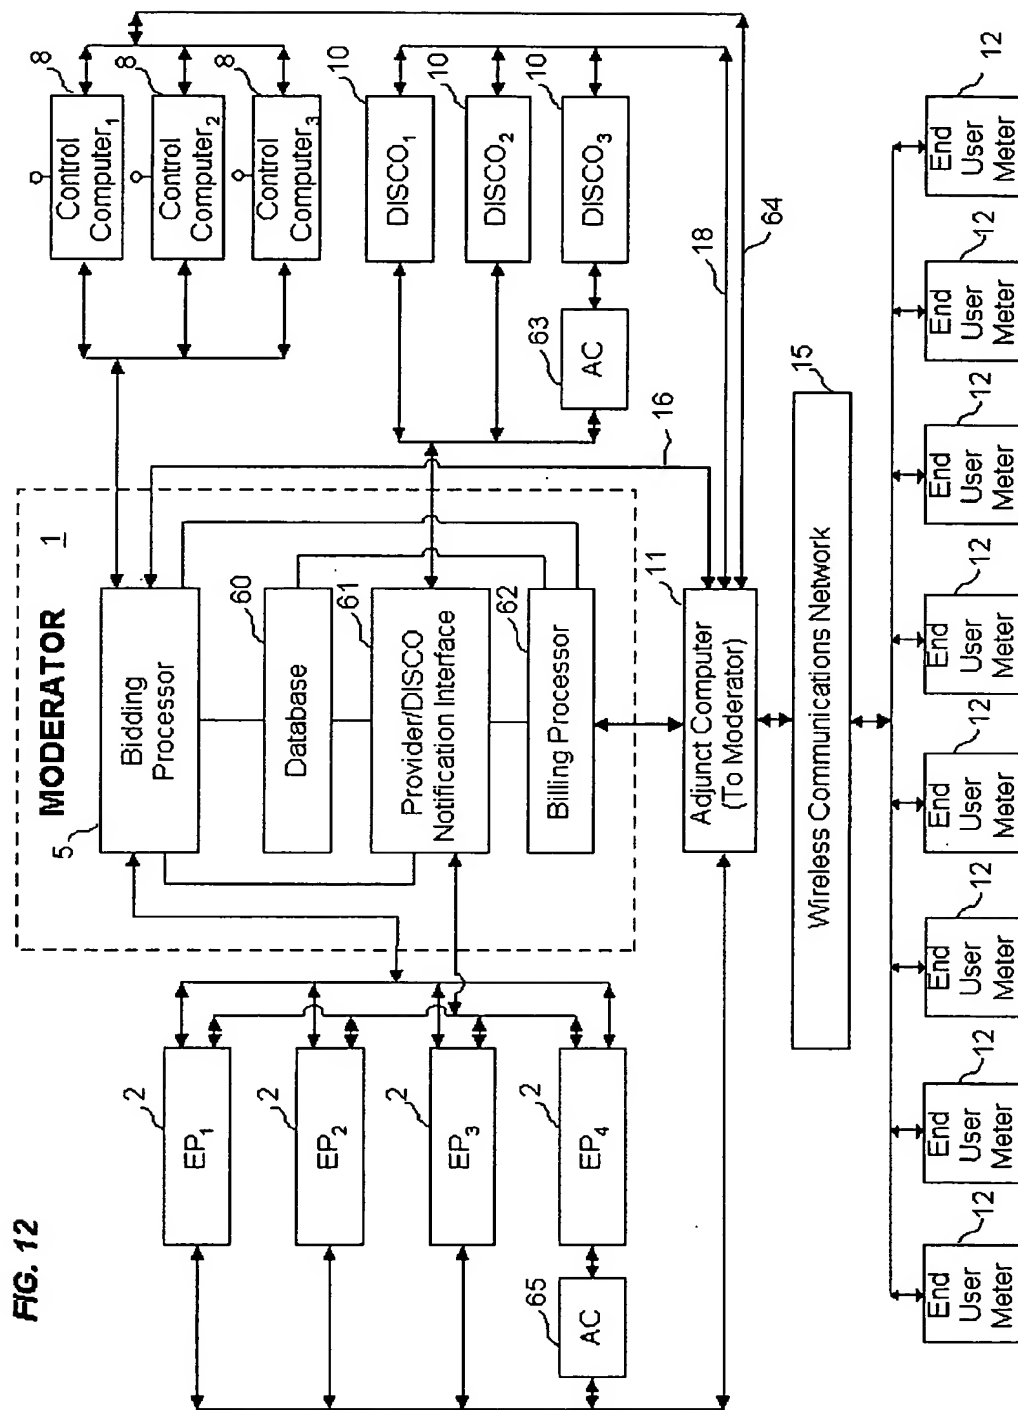 FIG. 12
MODERATOR
1
5
Bidding
Processor
60
Database
61
Provider/DISCO
Notification Interface
62
Billing Processor
2
EP1
2
EP2
2
EP3
2
EP4
65
AC
8
Control
Computer1
8
Control
Computer2
8
Control
Computer3
10
DISCO1
10
DISCO2
10
DISCO3
63
AC
16
18
64
11
Adjunct Computer
(To Moderator)
15
Wireless Communications Network
12
End
User
Meter
12
End
User
Meter
12
End
User
Meter
12
End
User
Meter
12
End
User
Meter
12
End
User
Meter
12
End
User
Meter
12
End
User
Meter